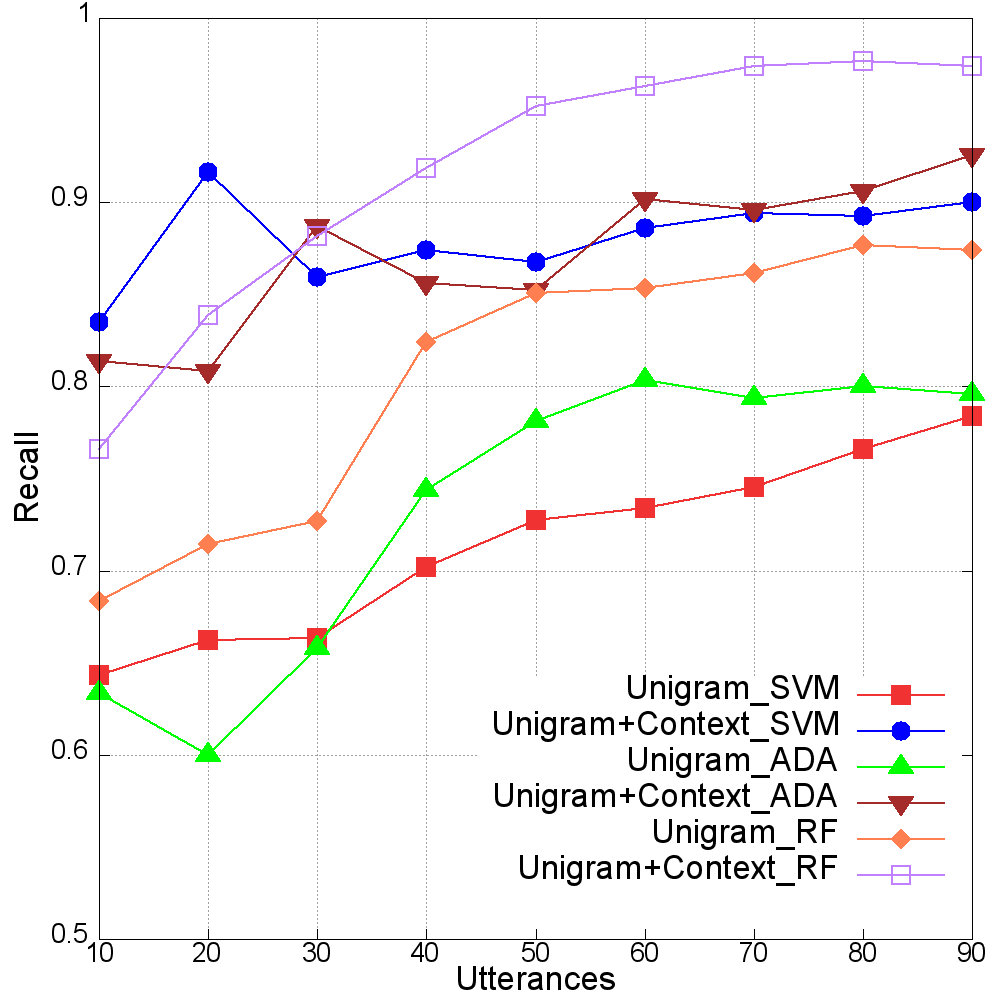 1
0.9
0.8
0.7
0.6
0.5
Recall
10 20 30 40 50 60 70 80 90
Utterances
Unigram_SVM
Unigram+Context_SVM
Unigram_ADA
Unigram+Context_ADA
Unigram_RF
Unigram+Context_RF